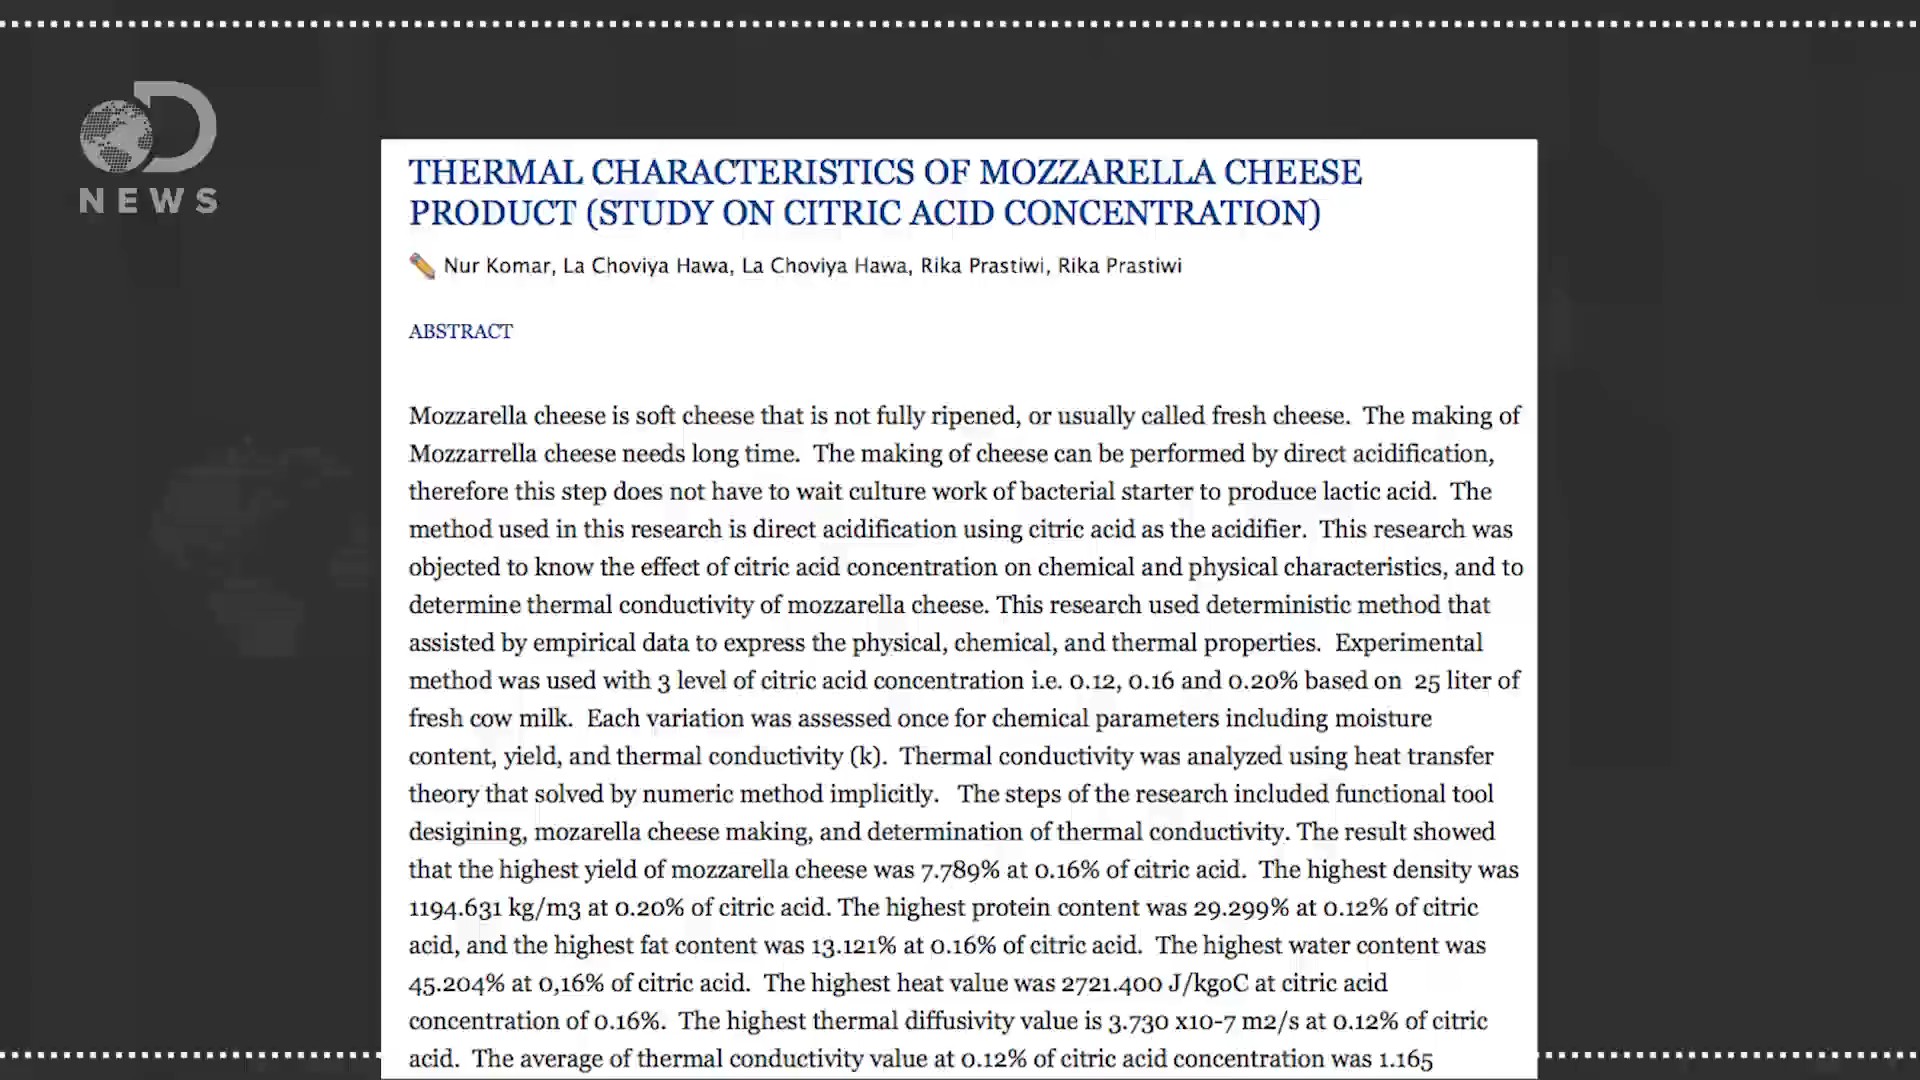 NEWS
THERMAL CHARACTERISTICS OF MOZZARELLA CHEESE
PRODUCT (STUDY ON CITRIC ACID CONCENTRATION)
Nur Komar, La Choviya Hawa, La Choviya Hawa, Rika Prastiwi, Rika Prastiwi
ABSTRACT
Mozzarella cheese is soft cheese that is not fully ripened, or usually called fresh cheese.  The making of
Mozzarrella cheese needs long time.  The making of cheese can be performed by direct acidification,
therefore this step does not have to wait culture work of bacterial starter to produce lactic acid.  The
method used in this research is direct acidification using citric acid as the acidifier.  This research was
objected to know the effect of citric acid concentration on chemical and physical characteristics, and to
determine thermal conductivity of mozzarella cheese. This research used deterministic method that
assisted by empirical data to express the physical, chemical, and thermal properties.  Experimental
method was used with 3 level of citric acid concentration i.e. 0.12, 0.16 and 0.20% based on  25 liter of
fresh cow milk.  Each variation was assessed once for chemical parameters including moisture
content, yield, and thermal conductivity (k).  Thermal conductivity was analyzed using heat transfer
theory that solved by numeric method implicitly.   The steps of the research included functional tool
desigining, mozarella cheese making, and determination of thermal conductivity. The result showed
that the highest yield of mozzarella cheese was 7.789% at 0.16% of citric acid.  The highest density was
1194.631 kg/m3 at 0.20% of citric acid. The highest protein content was 29.299% at 0.12% of citric
acid, and the highest fat content was 13.121% at 0.16% of citric acid.  The highest water content was
45.204% at 0,16% of citric acid.  The highest heat value was 2721.400 J/kgoC at citric acid
concentration of 0.16%.  The highest thermal diffusivity value is 3.730 x10-7 m2/s at 0.12% of citric
acid.  The average of thermal conductivity value at 0.12% of citric acid concentration was 1.165